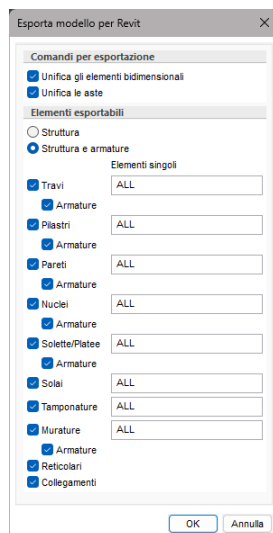 Esporta modello per Revit
Comandi per esportazione
Unifica gli elementi bidimensionali
Unifica le aste
Elementi esportabili
Struttura
Struttura e armature
Elementi singoli
Travi ALL
Armature
Pilastri ALL
Armature
Pareti ALL
Armature
Nuclei ALL
Armature
Solette/Platee ALL
Armature
Solai ALL
Tamponature ALL
Murature ALL
Armature
Reticolari
Collegamenti
OK Annulla